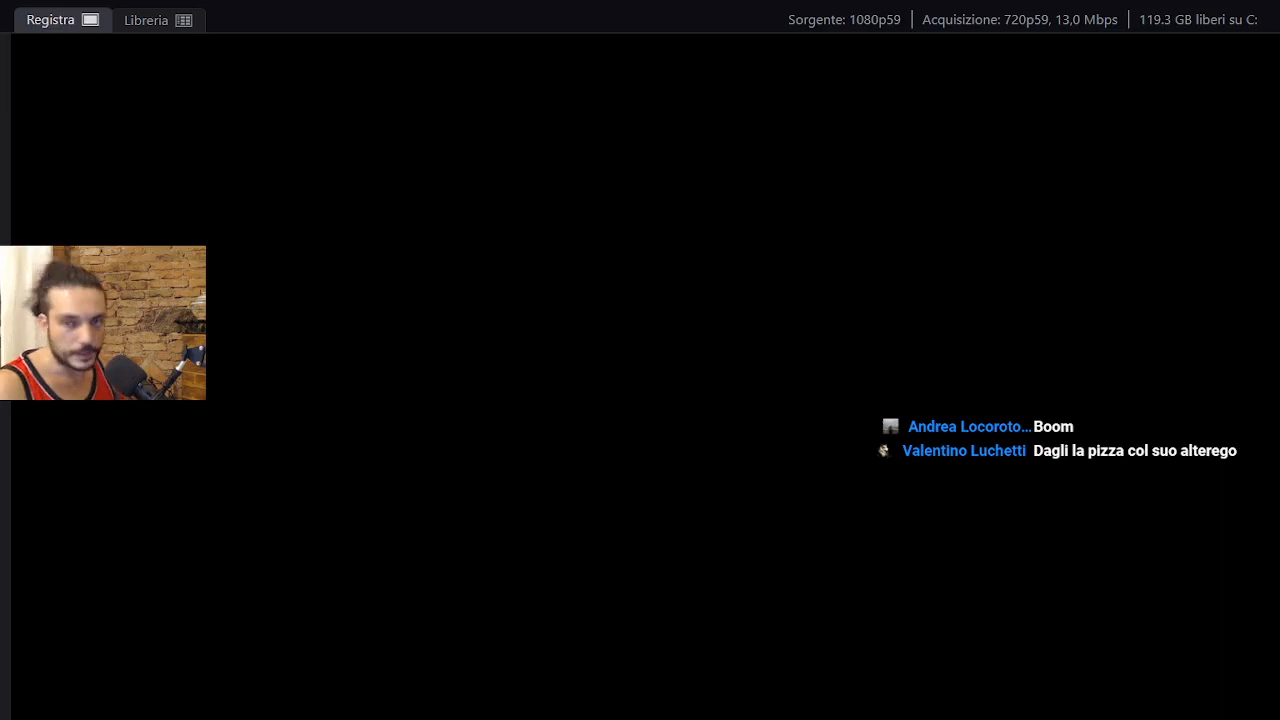 Registra
Libreria
Sorgente: 1080p59
Acquisizione: 720p59, 13,0 Mbps
119.3 GB liberi su C:
Andrea Locoroto… Boom
Valentino Luchetti Dagli la pizza col suo alterego